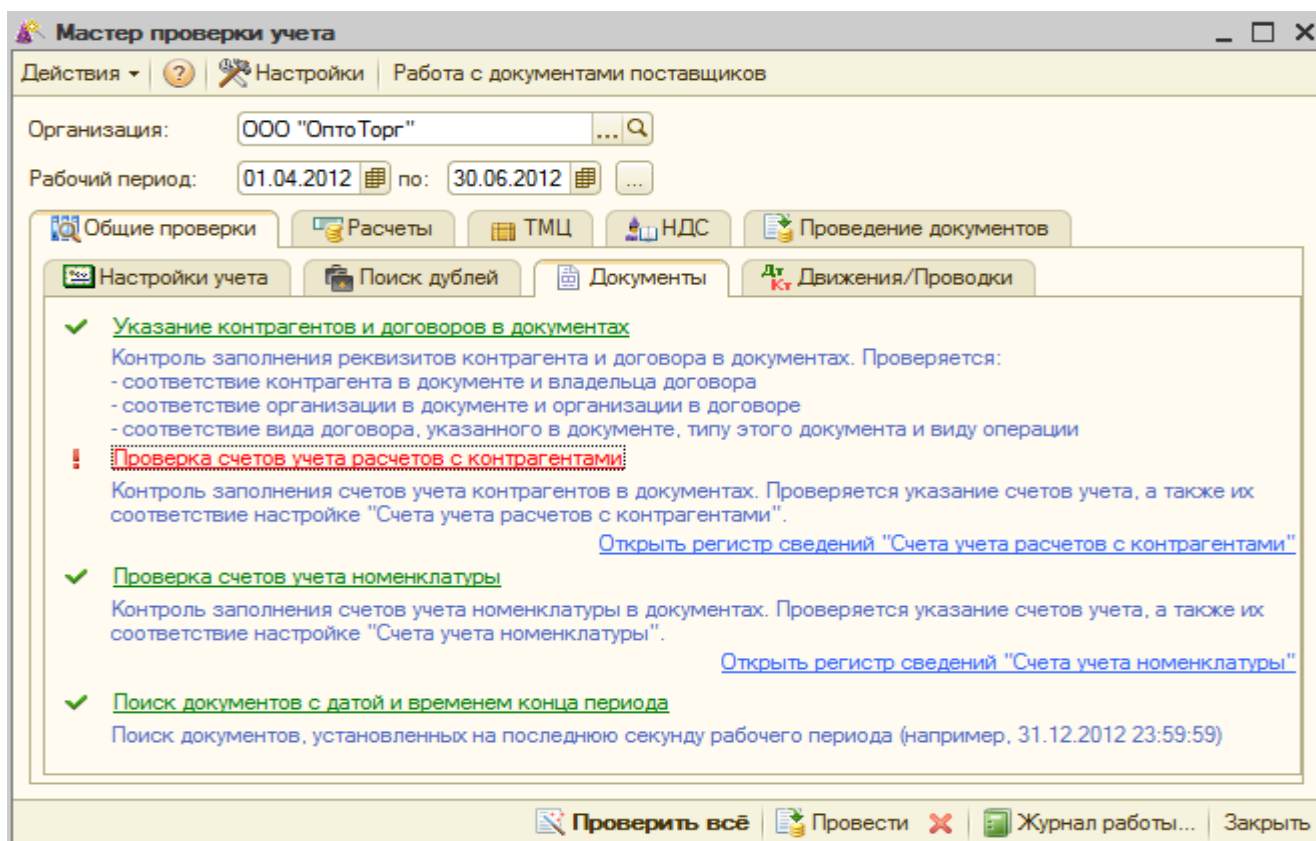 Мастер проверки учета
Действия Настройки Работа с документами поставщиков
Организация: ООО "ОптоТорг" ...
Рабочий период: 01.04.2012 по: 30.06.2012 ...
Общие проверки Расчеты ТМЦ НДС Проведение документов
Настройки учета Поиск дублей Документы Дт Кт Движения/Проводки
Указание контрагентов и договоров в документах
Контроль заполнения реквизитов контрагента и договора в документах. Проверяется:
- соответствие контрагента в документе и владельца договора
- соответствие организации в документе и организации в договоре
- соответствие вида договора, указанного в документе, типу этого документа и виду операции
! Проверка счетов учета расчетов с контрагентами
Контроль заполнения счетов учета контрагентов в документах. Проверяется указание счетов учета, а также их
соответствие настройке "Счета учета расчетов с контрагентами".
Открыть регистр сведений "Счета учета расчетов с контрагентами"
Проверка счетов учета номенклатуры
Контроль заполнения счетов учета номенклатуры в документах. Проверяется указание счетов учета, а также их
соответствие настройке "Счета учета номенклатуры".
Открыть регистр сведений "Счета учета номенклатуры"
Поиск документов с датой и временем конца периода
Поиск документов, установленных на последнюю секунду рабочего периода (например, 31.12.2012 23:59:59)
Проверить всё Провести Журнал работы... Закрыть